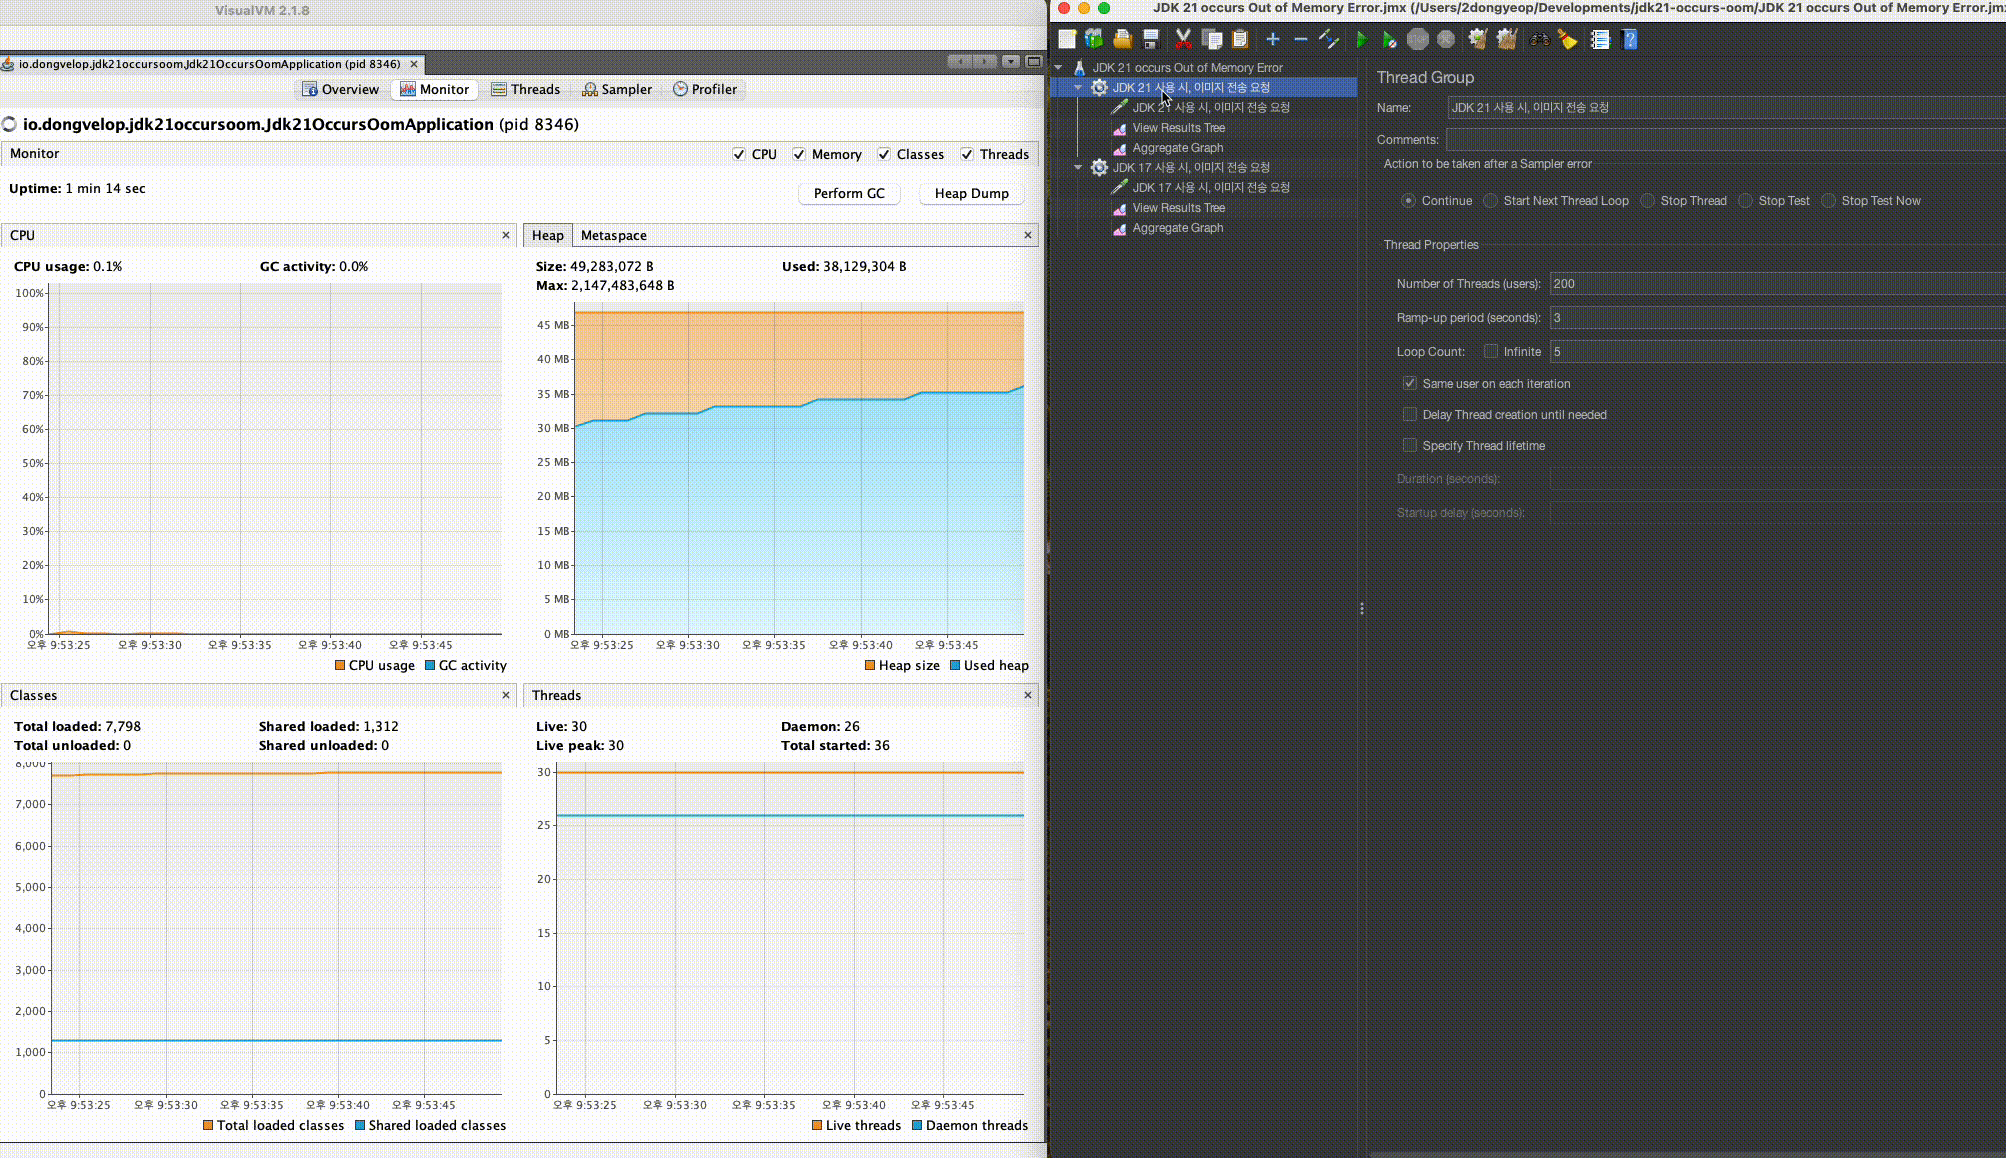 VisualVM 2.1.8
io.dongvelop.jdk21occursoom.Jdk21OccursOomApplication (pid 8346)
Overview Monitor Threads Sampler Profiler
io.dongvelop.jdk21occursoom.Jdk21OccursOomApplication (pid 8346)
Monitor CPU Memory Classes Threads
Uptime: 1 min 14 sec
Perform GC Heap Dump
CPU
CPU usage: 0.1% GC activity: 0.0%
100%
90%
80%
70%
60%
50%
40%
30%
20%
10%
0%
오후 9:53:25 오후 9:53:30 오후 9:53:35 오후 9:53:40 오후 9:53:45
CPU usage GC activity
Heap Metaspace
Size: 49,283,072 B Used: 38,129,304 B
Max: 2,147,483,648 B
45 MB
40 MB
35 MB
30 MB
25 MB
20 MB
15 MB
10 MB
5 MB
0 MB
오후 9:53:25 오후 9:53:30 오후 9:53:35 오후 9:53:40 오후 9:53:45
Heap size Used heap
Classes
Total loaded: 7,798 Shared loaded: 1,312
Total unloaded: 0 Shared unloaded: 0
8,000
7,000
6,000
5,000
4,000
3,000
2,000
1,000
0
오후 9:53:25 오후 9:53:30 오후 9:53:35 오후 9:53:40 오후 9:53:45
Total loaded classes Shared loaded classes
Threads
Live: 30 Daemon: 26
Live peak: 30 Total started: 36
30
25
20
15
10
5
0
오후 9:53:25 오후 9:53:30 오후 9:53:35 오후 9:53:40 오후 9:53:45
Live threads Daemon threads
JDK 21 occurs Out of Memory Error.jmx (/Users/2dongyeop/Developments/jdk21-occurs-oom/JDK 21 occurs Out of Memory Error.jm
JDK 21 occurs Out of Memory Error
JDK 21 사용 시, 이미지 전송 요청
JDK 21 사용 시, 이미지 전송 요청
View Results Tree
Aggregate Graph
JDK 17 사용 시, 이미지 전송 요청
JDK 17 사용 시, 이미지 전송 요청
View Results Tree
Aggregate Graph
Thread Group
Name: JDK 21 사용 시, 이미지 전송 요청
Comments:
Action to be taken after a Sampler error
Continue Start Next Thread Loop Stop Thread Stop Test Stop Test Now
Thread Properties
Number of Threads (users): 200
Ramp-up period (seconds): 3
Loop Count: Infinite 5
Same user on each iteration
Delay Thread creation until needed
Specify Thread lifetime
Duration (seconds):
Startup delay (seconds):